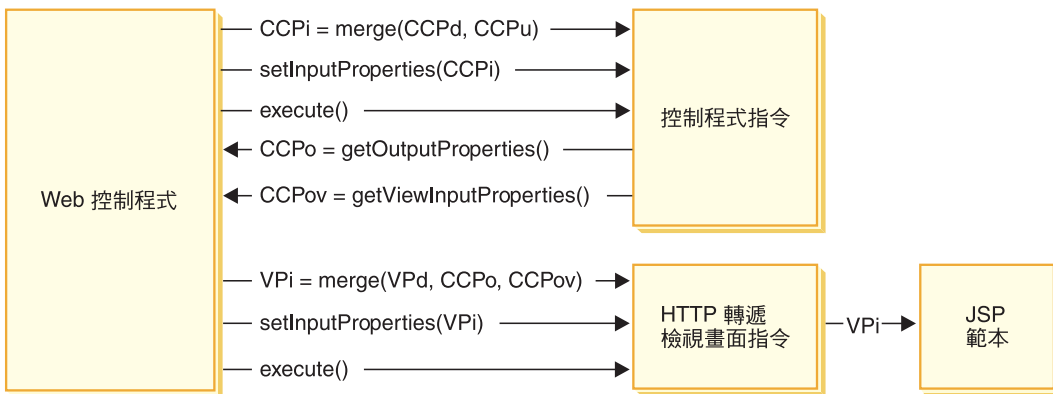 Web 控制程式
CCPi = merge(CCPd, CCPu)
setInputProperties(CCPi)
execute()
CCPo = getOutputProperties()
CCPov = getViewInputProperties()
控制程式指令
VPi = merge(VPd, CCPo, CCPov)
setInputProperties(VPi)
execute()
HTTP 轉遞
檢視畫面指令
VPi
JSP
範本